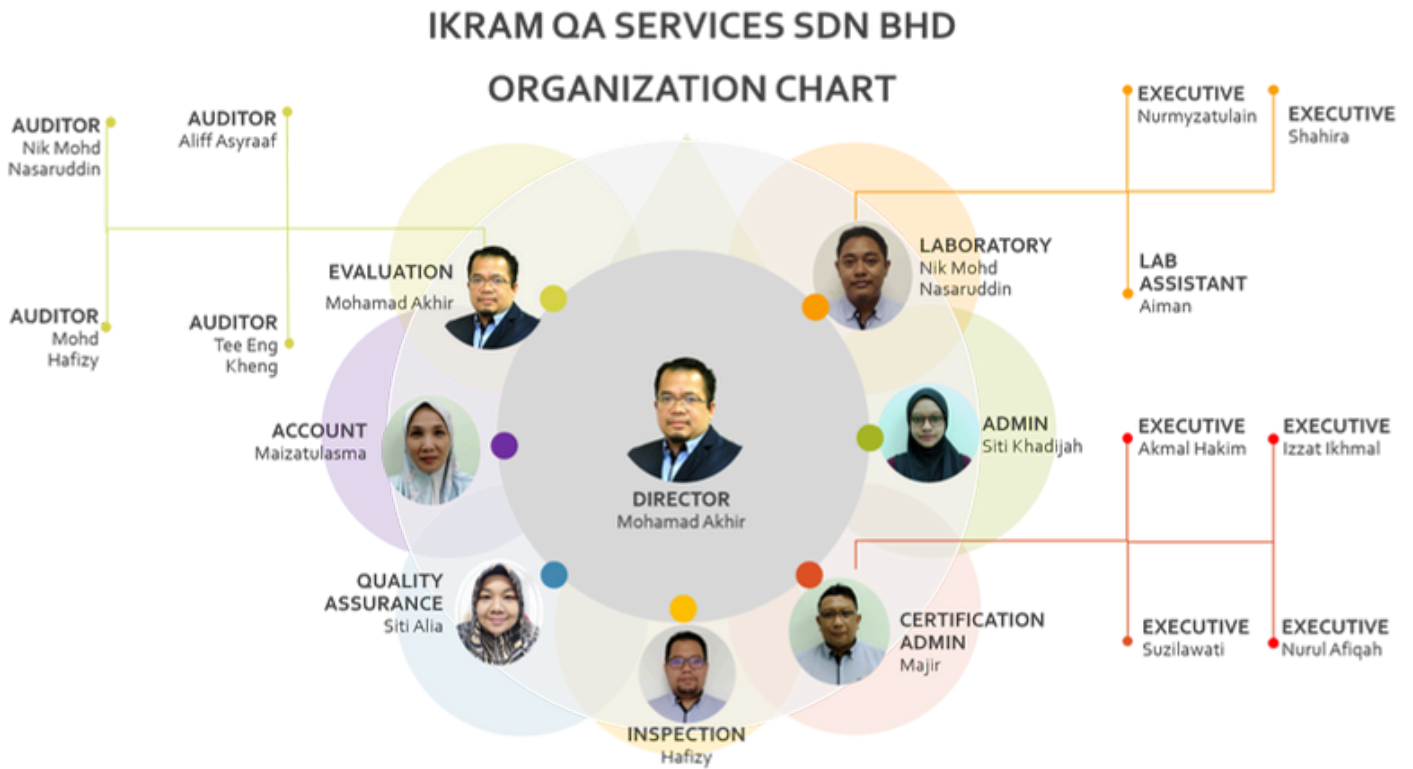 IKRAM QA SERVICES SDN BHD
ORGANIZATION CHART
AUDITOR
Nik Mohd
Nasaruddin
AUDITOR
Aliff Asyraaf
AUDITOR
Mohd
Hafizy
AUDITOR
Tee Eng
Kheng
EVALUATION
Mohamad Akhir
ACCOUNT
Maizatulasma
QUALITY
ASSURANCE
Siti Alia
DIRECTOR
Mohamad Akhir
INSPECTION
Hafizy
LABORATORY
Nik Mohd
Nasaruddin
EXECUTIVE
Nurmyzatulain
EXECUTIVE
Shahira
LAB
ASSISTANT
Aiman
ADMIN
Siti Khadijah
CERTIFICATION
ADMIN
Majir
EXECUTIVE
Akmal Hakim
EXECUTIVE
Izzat Ikhmal
EXECUTIVE
Suzilawati
EXECUTIVE
Nurul Afiqah